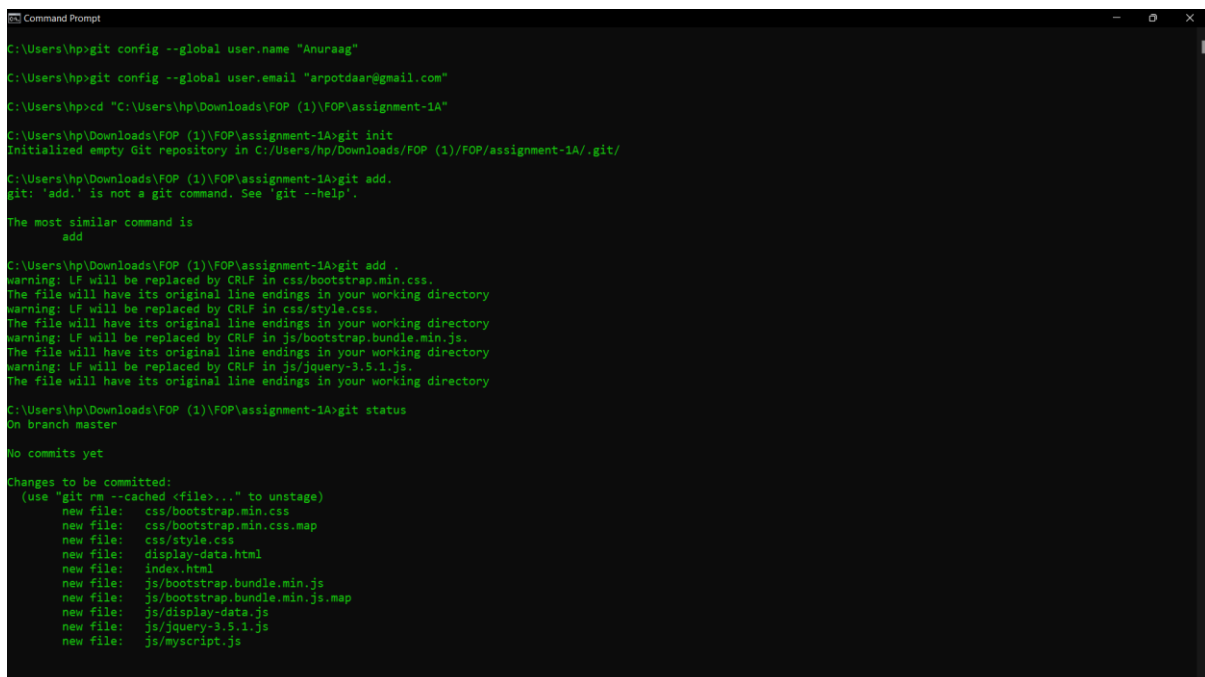 Command Prompt
C:\Users\hp>git config --global user.name "Anuraag"
C:\Users\hp>git config --global user.email "arpotdaar@gmail.com"
C:\Users\hp>cd "C:\Users\hp\Downloads\FOP (1)\FOP\assignment-1A"
C:\Users\hp\Downloads\FOP (1)\FOP\assignment-1A>git init
Initialized empty Git repository in C:/Users/hp/Downloads/FOP (1)/FOP/assignment-1A/.git/
C:\Users\hp\Downloads\FOP (1)\FOP\assignment-1A>git add.
git: 'add.' is not a git command. See 'git --help'.
The most similar command is
add
C:\Users\hp\Downloads\FOP (1)\FOP\assignment-1A>git add .
warning: LF will be replaced by CRLF in css/bootstrap.min.css.
The file will have its original line endings in your working directory
warning: LF will be replaced by CRLF in css/style.css.
The file will have its original line endings in your working directory
warning: LF will be replaced by CRLF in js/bootstrap.bundle.min.js.
The file will have its original line endings in your working directory
warning: LF will be replaced by CRLF in js/jquery-3.5.1.js.
The file will have its original line endings in your working directory
C:\Users\hp\Downloads\FOP (1)\FOP\assignment-1A>git status
On branch master
No commits yet
Changes to be committed:
(use "git rm --cached <file>..." to unstage)
new file:   css/bootstrap.min.css
new file:   css/bootstrap.min.css.map
new file:   css/style.css
new file:   display-data.html
new file:   index.html
new file:   js/bootstrap.bundle.min.js
new file:   js/bootstrap.bundle.min.js.map
new file:   js/display-data.js
new file:   js/jquery-3.5.1.js
new file:   js/myscript.js